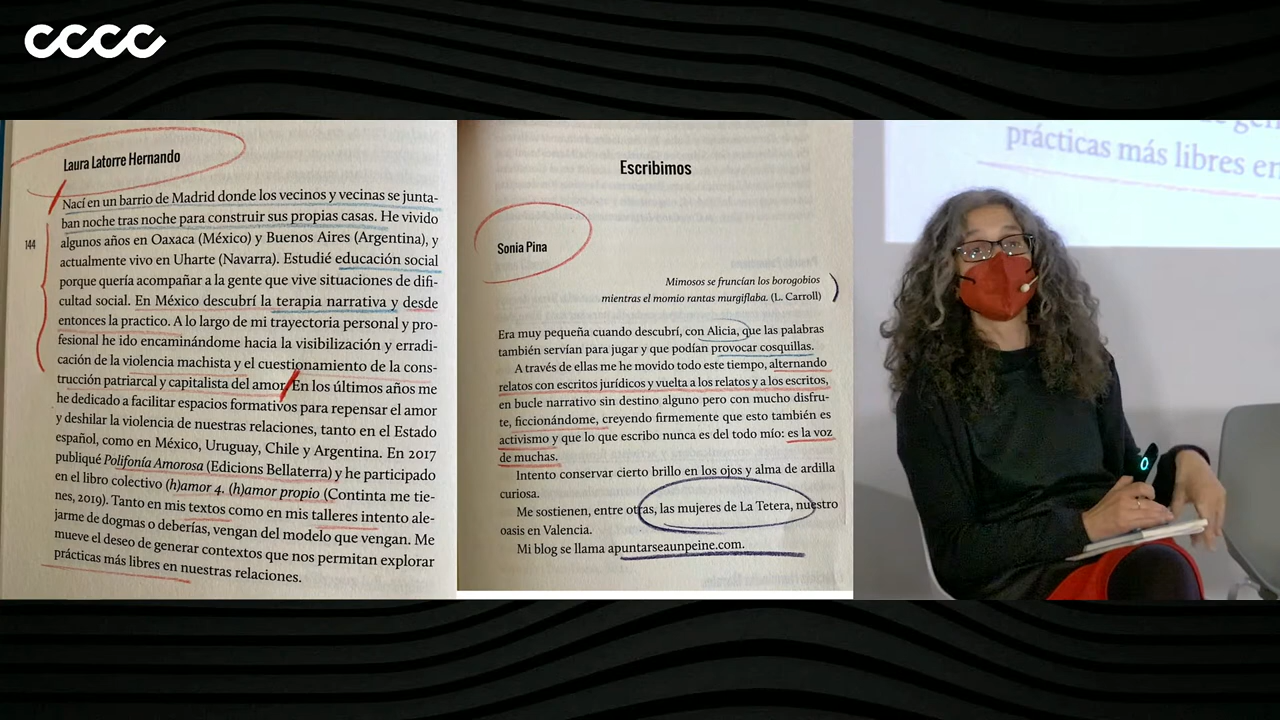 cccc
Laura Latorre Hernando
Nací en un barrio de Madrid donde los vecinos y vecinas se junta-
ban noche tras noche para construir sus propias casas. He vivido
algunos años en Oaxaca (México) y Buenos Aires (Argentina), y
144
actualmente vivo en Uharte (Navarra). Estudié educación social
porque quería acompañar a la gente que vive situaciones de difi-
cultad social. En México descubrí la terapia narrativa y desde
entonces la practico. A lo largo de mi trayectoria personal y pro-
fesional he ido encaminándome hacia la visibilización y erradi-
cación de la violencia machista y el cuestionamiento de la cons-
trucción patriarcal y capitalista del amor. En los últimos años me
he dedicado a facilitar espacios formativos para repensar el amor
y deshilar la violencia de nuestras relaciones, tanto en el Estado
español, como en México, Uruguay, Chile y Argentina. En 2017
publiqué Polifonía Amorosa (Edicions Bellaterra) y he participado
en el libro colectivo (h)amor 4. (h)amor propio (Continta me tie-
nes, 2019). Tanto en mis textos como en mis talleres intento ale-
jarme de dogmas o deberías, vengan del modelo que vengan. Me
mueve el deseo de generar contextos que nos permitan explorar
prácticas más libres en nuestras relaciones.
Escribimos
Sonia Pina
Mimosos se fruncían los borogobios
mientras el momio rantas murgiflaba. (L. Carroll)
Era muy pequeña cuando descubrí, con Alicia, que las palabras
también servían para jugar y que podían provocar cosquillas.
A través de ellas me he movido todo este tiempo, alternando
relatos con escritos jurídicos y vuelta a los relatos y a los escritos,
en bucle narrativo sin destino alguno pero con mucho disfru-
te, ficcionándome, creyendo firmemente que esto también es
activismo y que lo que escribo nunca es del todo mío: es la voz
de muchas.
Intento conservar cierto brillo en los ojos y alma de ardilla
curiosa.
Me sostienen, entre otras, las mujeres de La Tetera, nuestro
oasis en Valencia.
Mi blog se llama apuntarseaunpeine.com.
prácticas más libres en